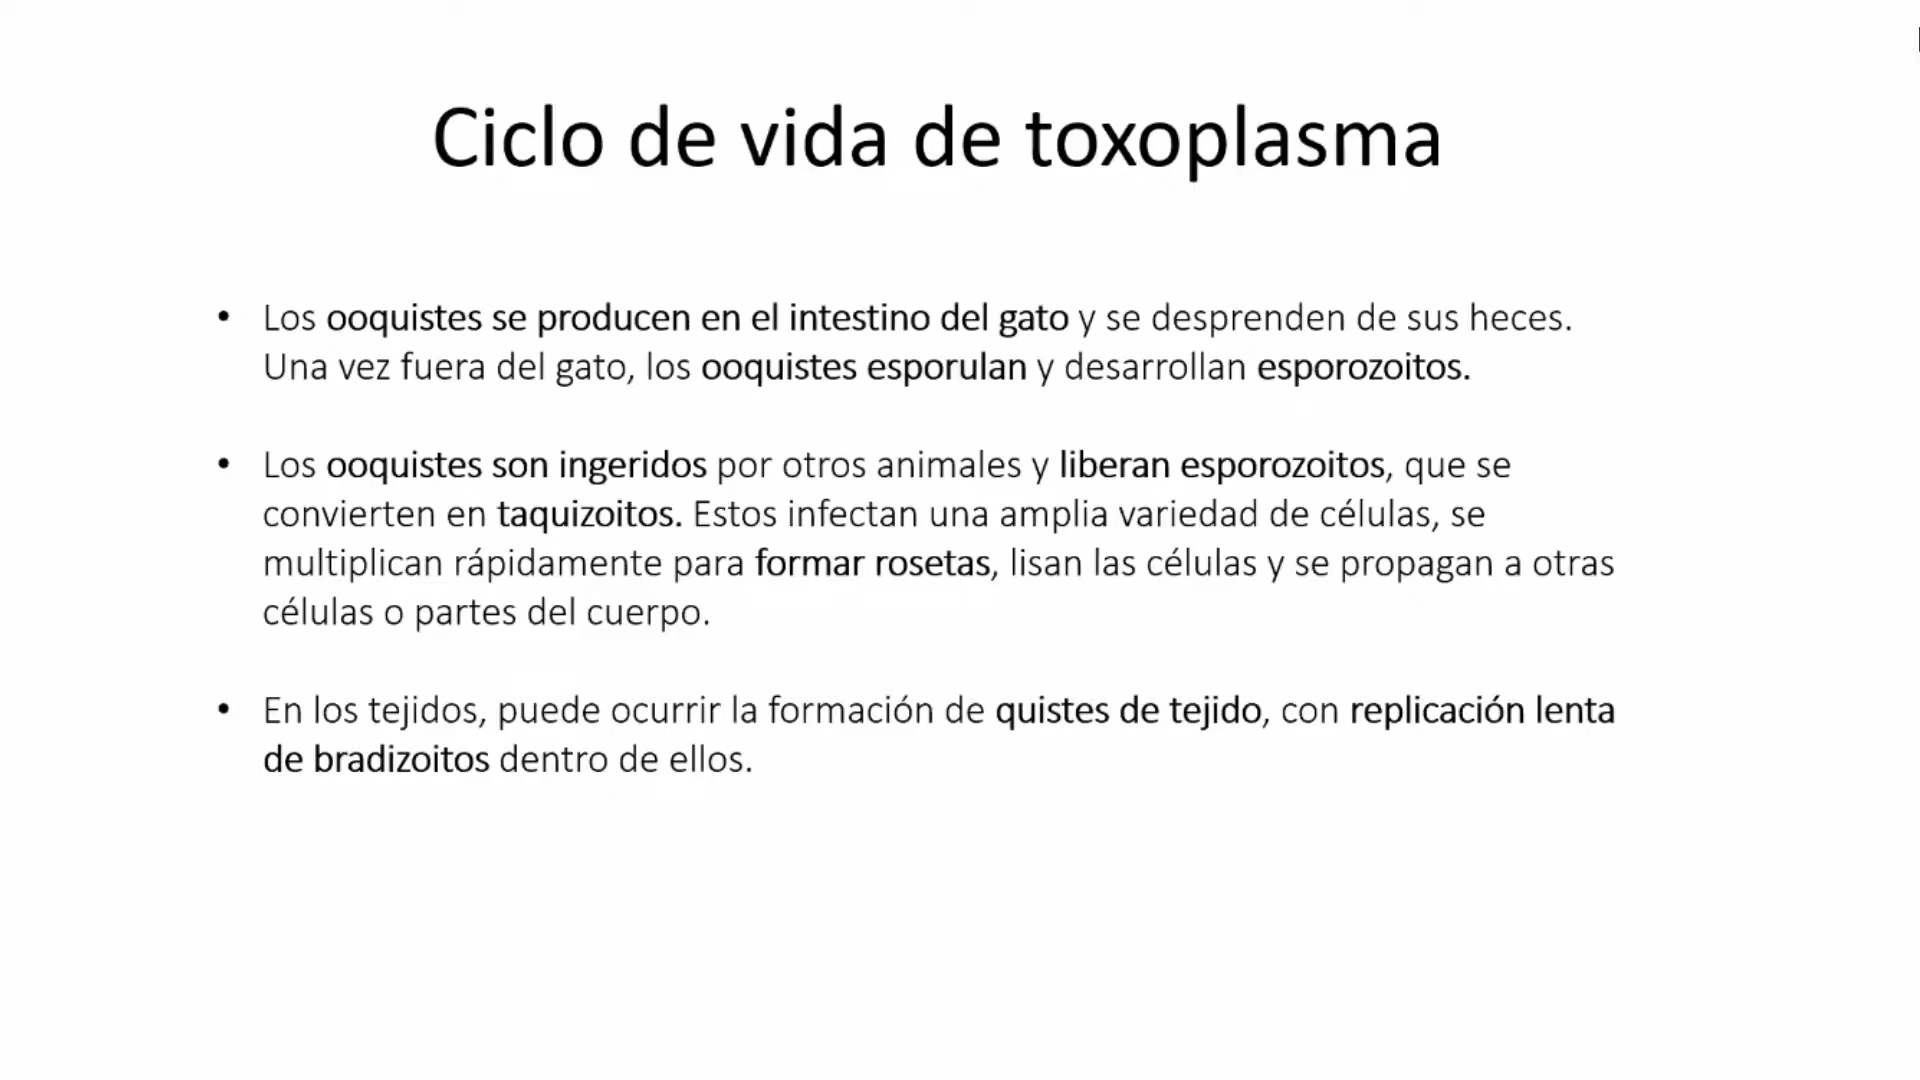 Ciclo de vida de toxoplasma
• Los ooquistes se producen en el intestino del gato y se desprenden de sus heces.
Una vez fuera del gato, los ooquistes esporulan y desarrollan esporozoitos.
• Los ooquistes son ingeridos por otros animales y liberan esporozoitos, que se
convierten en taquizoitos. Estos infectan una amplia variedad de células, se
multiplican rápidamente para formar rosetas, lisan las células y se propagan a otras
células o partes del cuerpo.
• En los tejidos, puede ocurrir la formación de quistes de tejido, con replicación lenta
de bradizoitos dentro de ellos.